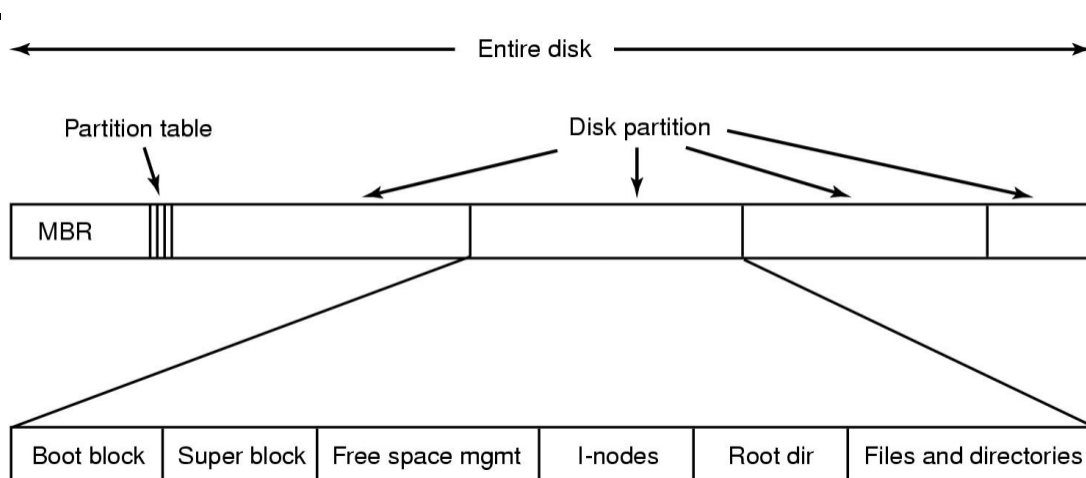 Entire disk
Partition table
Disk partition
MBR
Boot block
Super block
Free space mgmt
I-nodes
Root dir
Files and directories